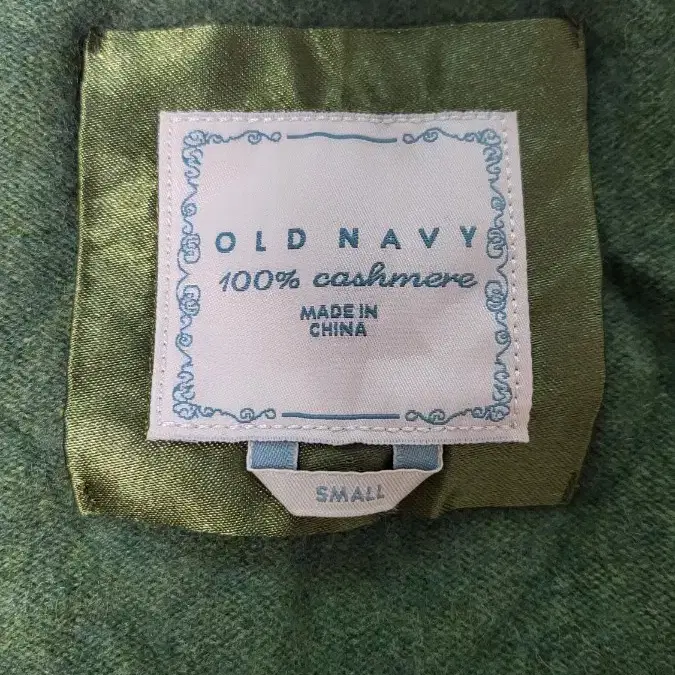 OLD NAVY
100% cashmere
MADE IN
CHINA
SMALL